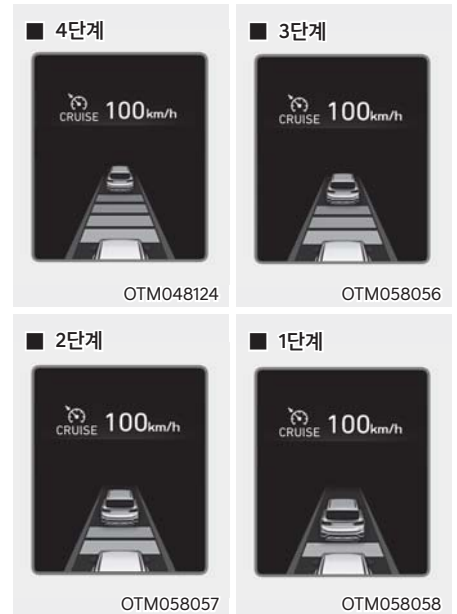 ■ 4단계
CRUISE 100km/h
OTM048124
■ 3단계
CRUISE 100km/h
OTM058056
■ 2단계
CRUISE 100km/h
OTM058057
■ 1단계
CRUISE 100km/h
OTM058058